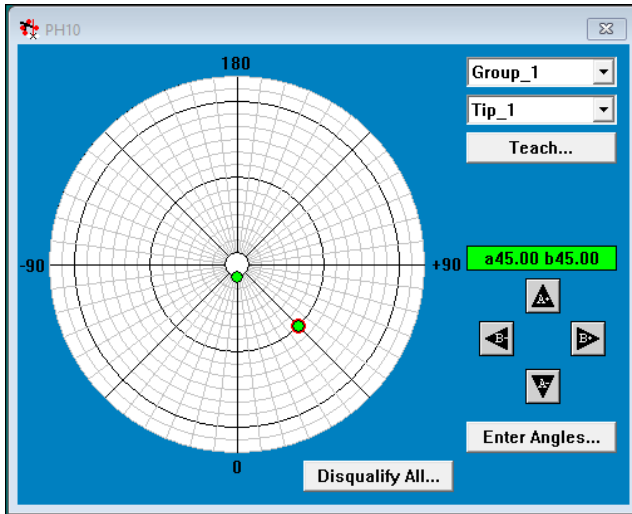 PH10
180
-90
+90
0
Group_1
Tip_1
Teach...
a45.00 b45.00
A+
B-
B+
A-
Enter Angles...
Disqualify All...